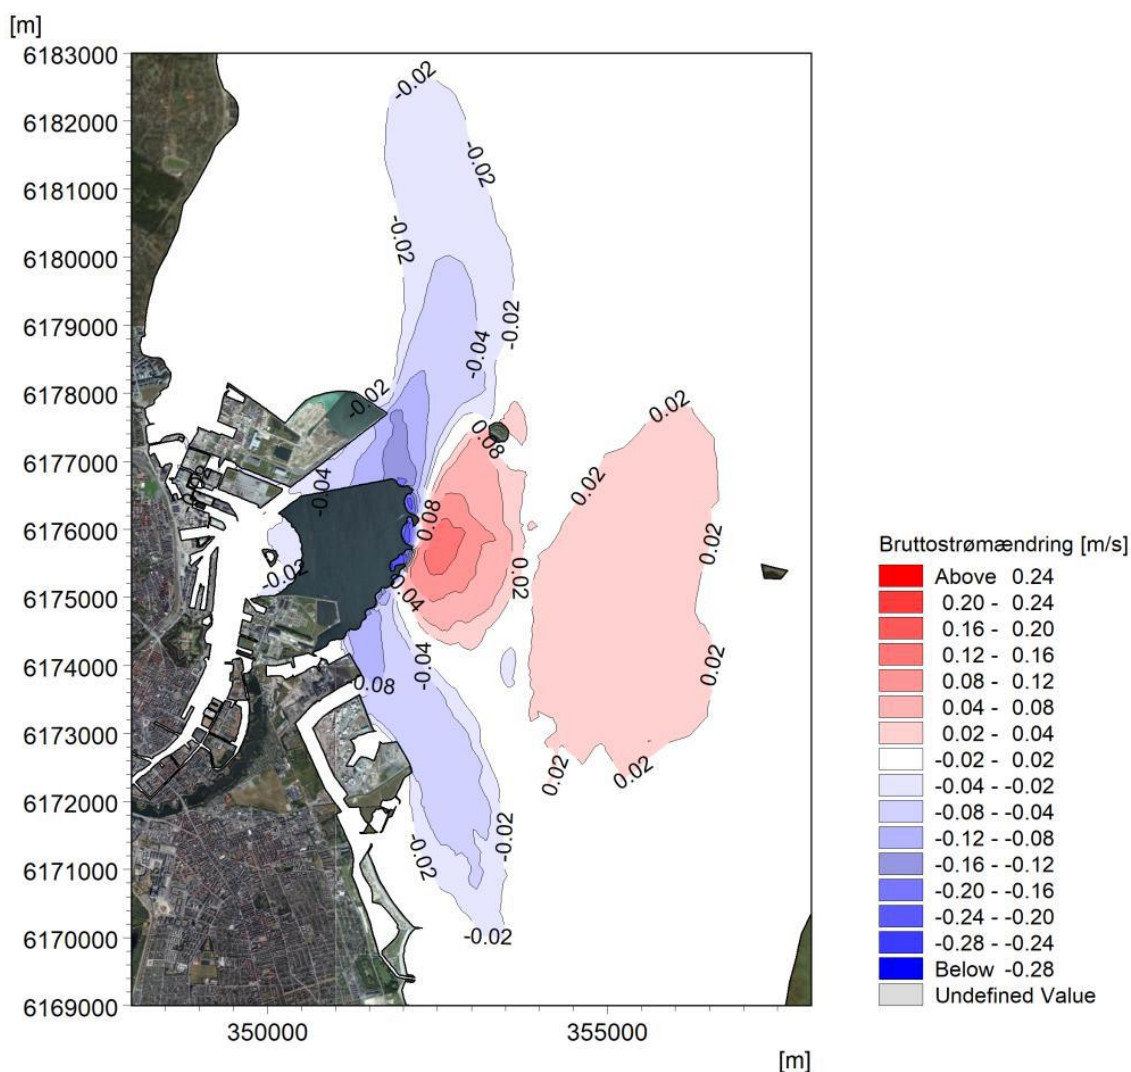 [m]
6183000
6182000
6181000
6180000
6179000
6178000
6177000
6176000
6175000
6174000
6173000
6172000
6171000
6170000
6169000
350000
355000
[m]
-0.02
-0.02
-0.02
-0.02
-0.04
-0.02
0.02
0.08
0.02
-0.04
0.08
0.02
-0.02
0.04
0.02
-0.04
0.02
0.08
0.02
0.02
-0.02
-0.02
-0.02
Bruttostrømændring [m/s]
Above 0.24
0.20 - 0.24
0.16 - 0.20
0.12 - 0.16
0.08 - 0.12
0.04 - 0.08
0.02 - 0.04
-0.02 - 0.02
-0.04 - -0.02
-0.08 - -0.04
-0.12 - -0.08
-0.16 - -0.12
-0.20 - -0.16
-0.24 - -0.20
-0.28 - -0.24
Below -0.28
Undefined Value